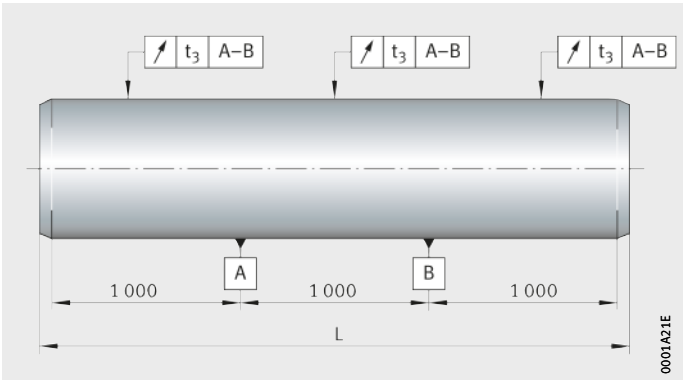 t3 A–B t3 A–B t3 A–B
A B
1 000 1 000 1 000
L
0001A21E